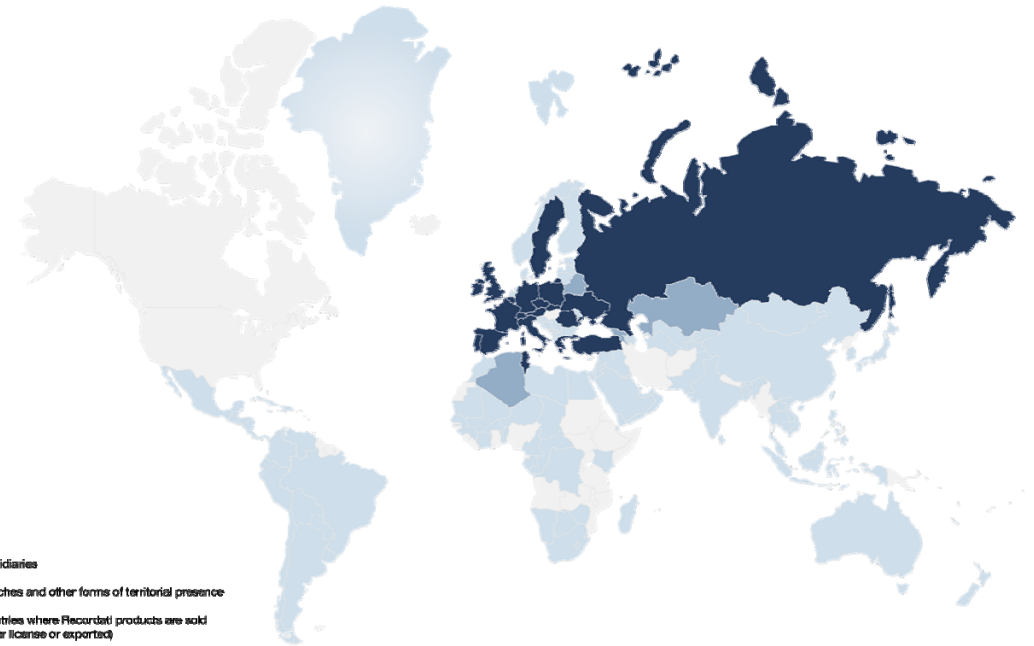 idiaries
ches and other forms of territorial presence
tries where Recordati products are sold
r license or exported)